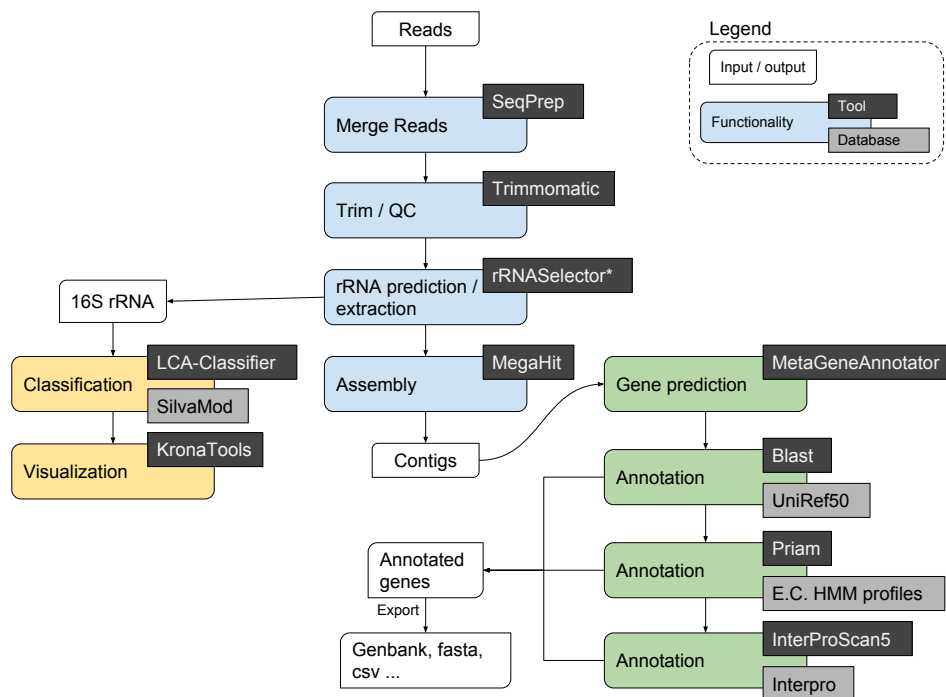 Reads
Legend
Input / output
Tool
Functionality
Database
SeqPrep
Merge Reads
Trimmomatic
Trim / QC
rRNASelector*
rRNA prediction /
extraction
16S rRNA
LCA-Classifier
Classification
SilvaMod
KronaTools
Visualization
MegaHit
Assembly
Contigs
MetaGeneAnnotator
Gene prediction
Blast
Annotation
UniRef50
Priam
Annotation
E.C. HMM profiles
InterProScan5
Annotation
Interpro
Annotated
genes
Export
Genbank, fasta,
csv ...